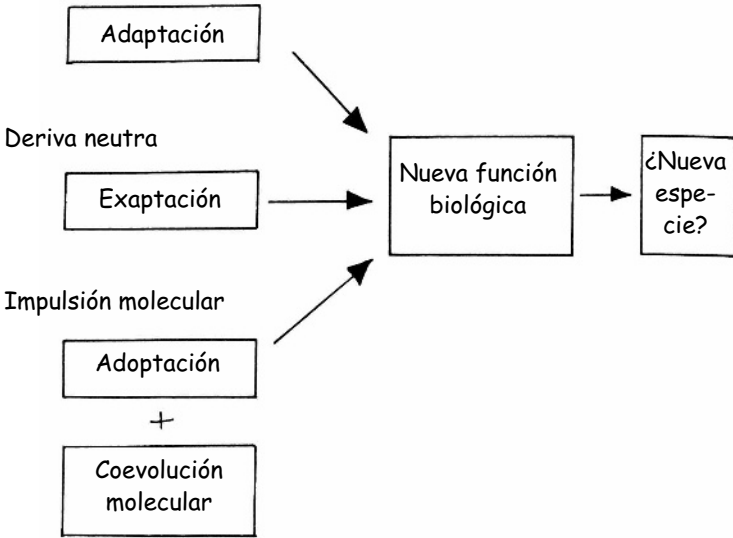 Adaptación
Deriva neutra
Exaptación
Impulsión molecular
Adoptación
+
Coevolución
molecular
Nueva función
biológica
¿Nueva
espe-
cie?